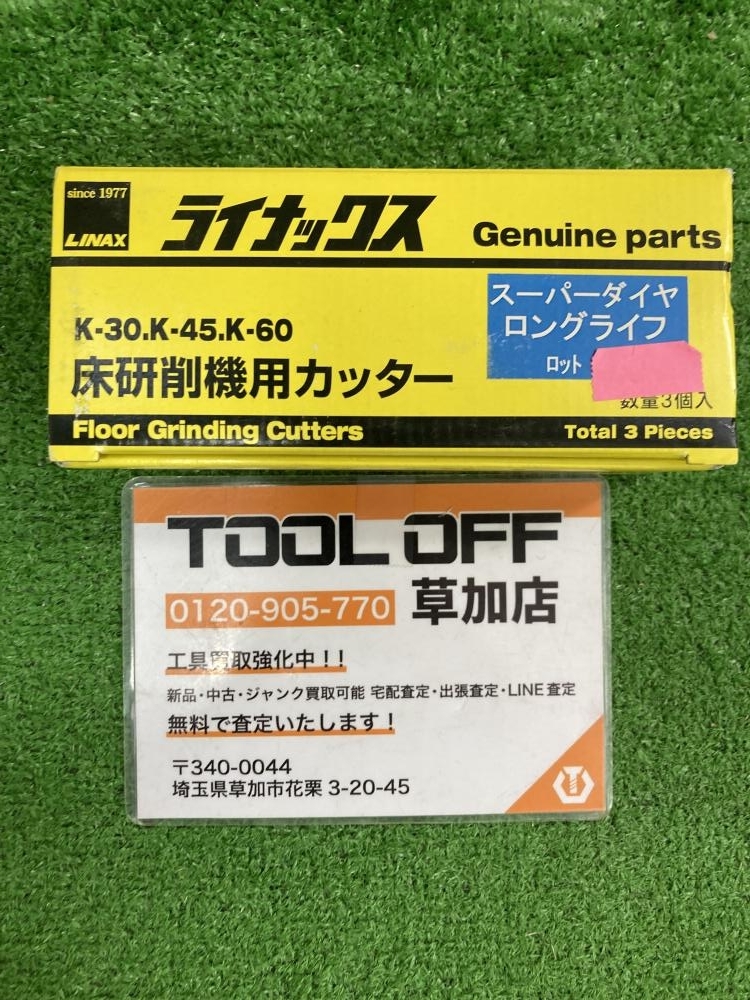 since 1977
LINAX
ライナックス
Genuine parts
スーパーダイヤ
ロングライフ
ロット
K-30.K-45.K-60
床研削機用カッター
数量3個入
Floor Grinding Cutters
Total 3 Pieces
TOOL OFF
0120-905-770 草加店
工具買取強化中！！
新品・中古・ジャンク買取可能 宅配査定・出張査定・LINE査定
無料で査定いたします！
〒340-0044
埼玉県草加市花栗 3-20-45